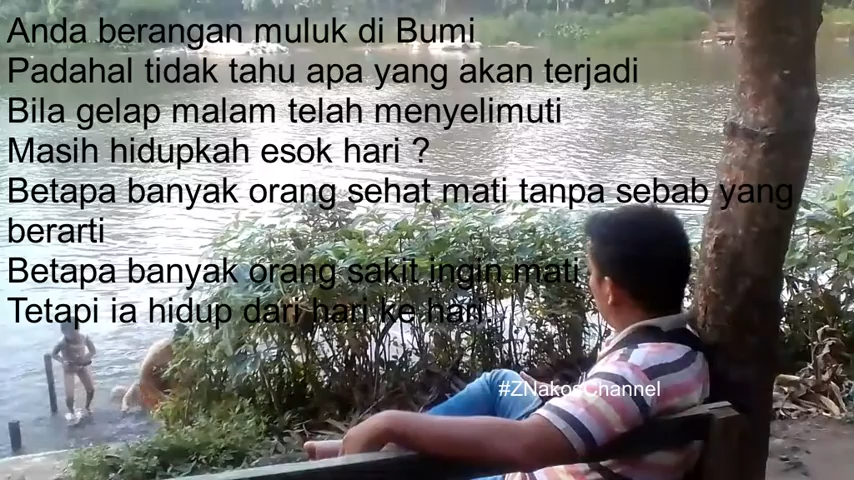 Anda berangan muluk di Bumi
Padahal tidak tahu apa yang akan terjadi
Bila gelap malam telah menyelimuti
Masih hidupkah esok hari ?
Betapa banyak orang sehat mati tanpa sebab yang
berarti
Betapa banyak orang sakit ingin mati
Tetapi ia hidup dari hari ke hari
#ZNakosChannel